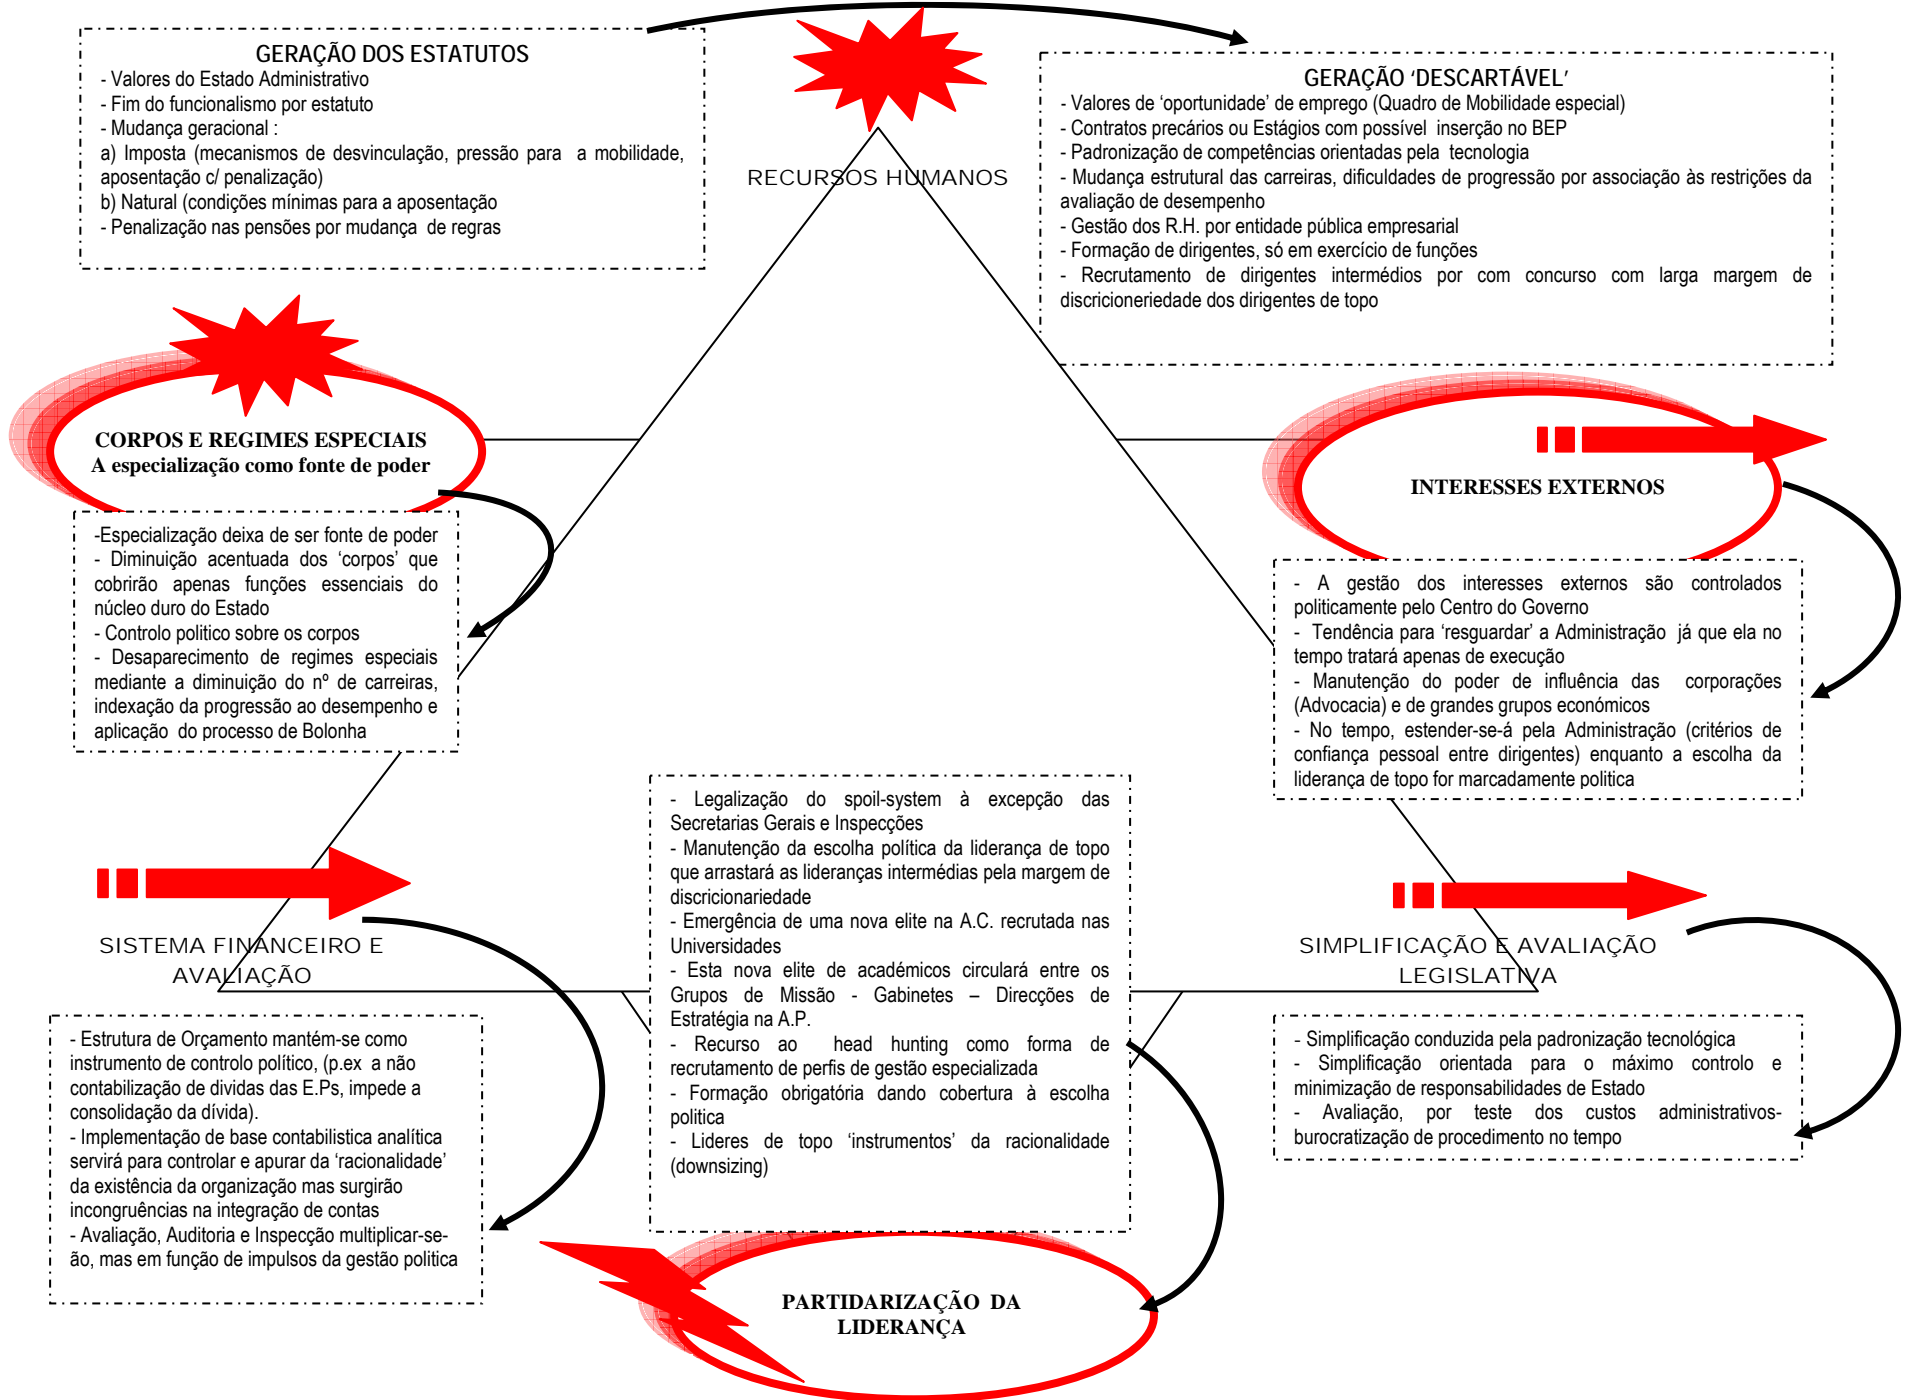 GERAÇÃO DOS ESTATUTOS
- Valores do Estado Administrativo
- Fim do funcionalismo por estatuto
- Mudança geracional :
a) Imposta (mecanismos de desvinculação, pressão para a mobilidade,
aposentação c/ penalização)
b) Natural (condições mínimas para a aposentação
- Penalização nas pensões por mudança de regras
GERAÇÃO ‘DESCARTÁVEL’
- Valores de ‘oportunidade’ de emprego (Quadro de Mobilidade especial)
- Contratos precários ou Estágios com possível inserção no BEP
- Padronização de competências orientadas pela tecnologia
- Mudança estrutural das carreiras, dificuldades de progressão por associação às restrições da
avaliação de desempenho
- Gestão dos R.H. por entidade pública empresarial
- Formação de dirigentes, só em exercício de funções
- Recrutamento de dirigentes intermédios por com concurso com larga margem de
discricioneriedade dos dirigentes de topo
RECURSOS HUMANOS
CORPOS E REGIMES ESPECIAIS
A especialização como fonte de poder
-Especialização deixa de ser fonte de poder
- Diminuição acentuada dos ‘corpos’ que
cobrirão apenas funções essenciais do
núcleo duro do Estado
- Controlo politico sobre os corpos
- Desaparecimento de regimes especiais
mediante a diminuição do nº de carreiras,
indexação da progressão ao desempenho e
aplicação do processo de Bolonha
INTERESSES EXTERNOS
- A gestão dos interesses externos são controlados
politicamente pelo Centro do Governo
- Tendência para ‘resguardar’ a Administração já que ela no
tempo tratará apenas de execução
- Manutenção do poder de influência das corporações
(Advocacia) e de grandes grupos económicos
- No tempo, estender-se-á pela Administração (critérios de
confiança pessoal entre dirigentes) enquanto a escolha da
liderança de topo for marcadamente politica
- Legalização do spoil-system à excepção das
Secretarias Gerais e Inspecções
- Manutenção da escolha política da liderança de topo
que arrastará as lideranças intermédias pela margem de
discricionariedade
- Emergência de uma nova elite na A.C. recrutada nas
Universidades
- Esta nova elite de académicos circulará entre os
Grupos de Missão - Gabinetes – Direcções de
Estratégia na A.P.
- Recurso ao head hunting como forma de
recrutamento de perfis de gestão especializada
- Formação obrigatória dando cobertura à escolha
politica
- Lideres de topo ‘instrumentos’ da racionalidade
(downsizing)
SISTEMA FINANCEIRO E
AVALIAÇÃO
- Estrutura de Orçamento mantém-se como
instrumento de controlo político, (p.ex a não
contabilização de dividas das E.Ps, impede a
consolidação da dívida).
- Implementação de base contabilistica analítica
servirá para controlar e apurar da ‘racionalidade’
da existência da organização mas surgirão
incongruências na integração de contas
- Avaliação, Auditoria e Inspecção multiplicar-se-
ão, mas em função de impulsos da gestão politica
SIMPLIFICAÇÃO E AVALIAÇÃO
LEGISLATIVA
- Simplificação conduzida pela padronização tecnológica
- Simplificação orientada para o máximo controlo e
minimização de responsabilidades de Estado
- Avaliação, por teste dos custos administrativos-
burocratização de procedimento no tempo
PARTIDARIZAÇÃO DA
LIDERANÇA